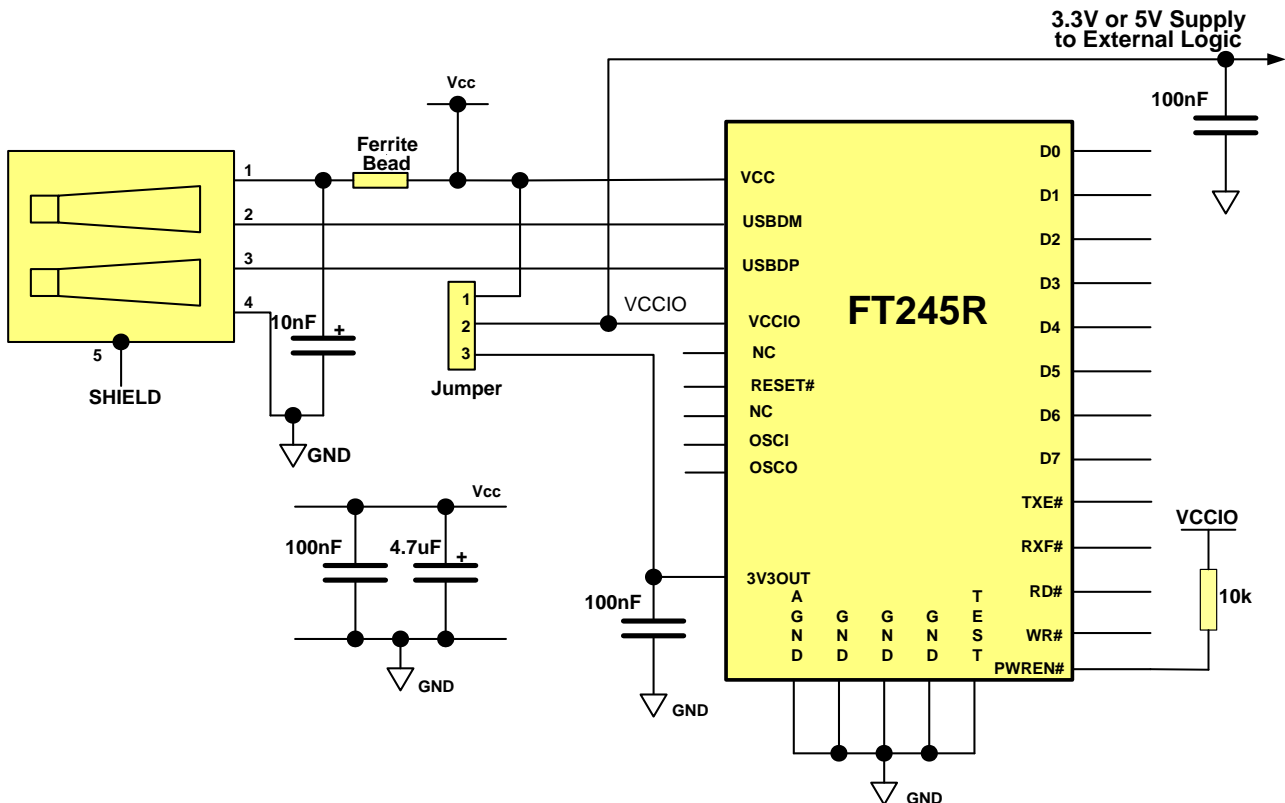 3.3V or 5V Supply
to External Logic
Vcc
100nF
Ferrite
Bead
1
2
3
4
5
SHIELD
10nF
+
GND
1
2
3
Jumper
VCCIO
VCC
USBDM
USBDP
VCCIO
NC
RESET#
NC
OSCI
OSCO
3V3OUT
FT245R
D0
D1
D2
D3
D4
D5
D6
D7
TXE#
RXF#
RD#
WR#
PWREN#
VCCIO
10k
Vcc
100nF
4.7uF
+
GND
100nF
GND
AGND
GND
GND
GND
TEST
GND